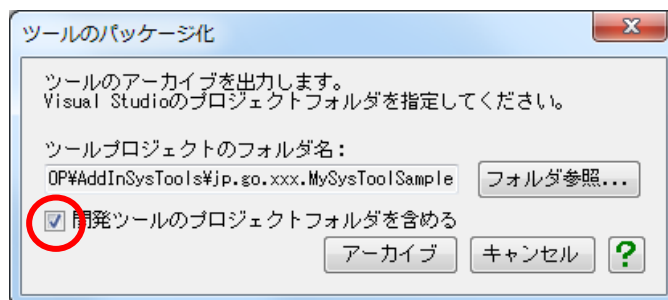 ツールのパッケージ化
ツールのアーカイブを出力します。
Visual Studioのプロジェクトフォルダを指定してください。
ツールプロジェクトのフォルダ名：
OP¥AddInSysTools¥jp.go.xxx.MySysToolSample
フォルダ参照...
開発ツールのプロジェクトフォルダを含める
アーカイブ
キャンセル
?